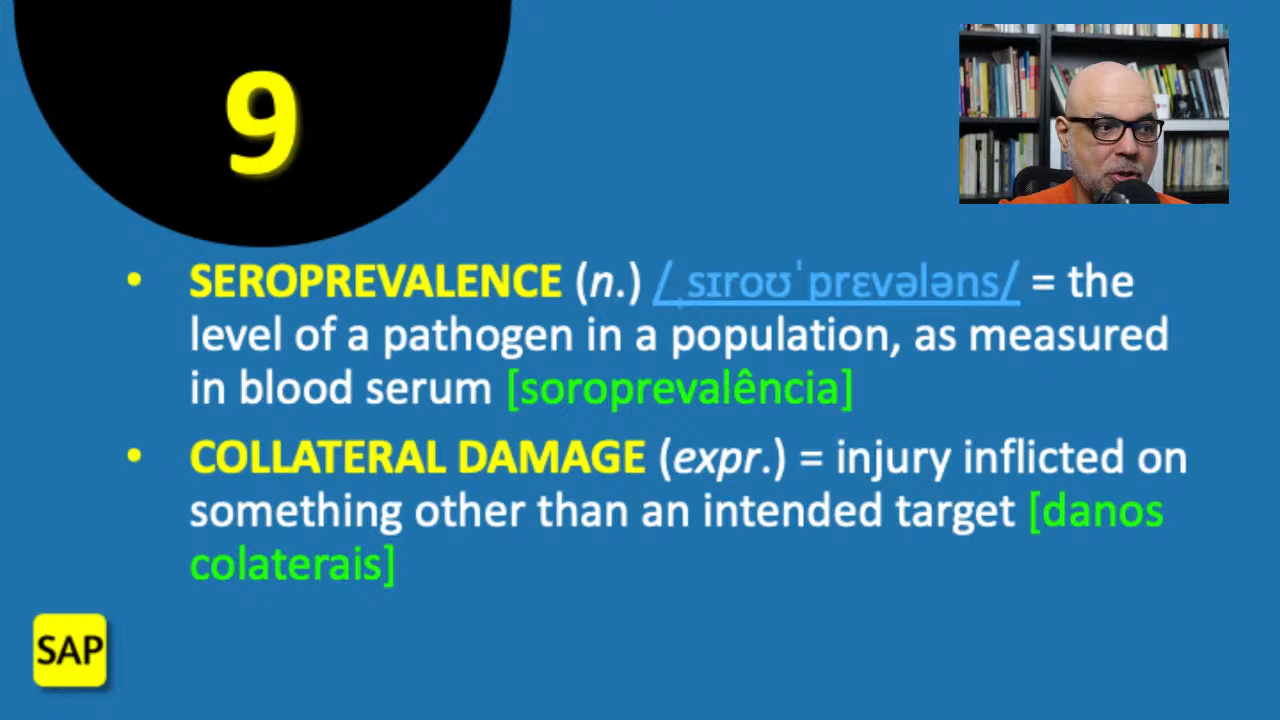 9
• SEROPREVALENCE (n.) /ˌsɪroʊˈprɛvələns/ = the
level of a pathogen in a population, as measured
in blood serum [soroprevalência]
• COLLATERAL DAMAGE (expr.) = injury inflicted on
something other than an intended target [danos
colaterais]
SAP